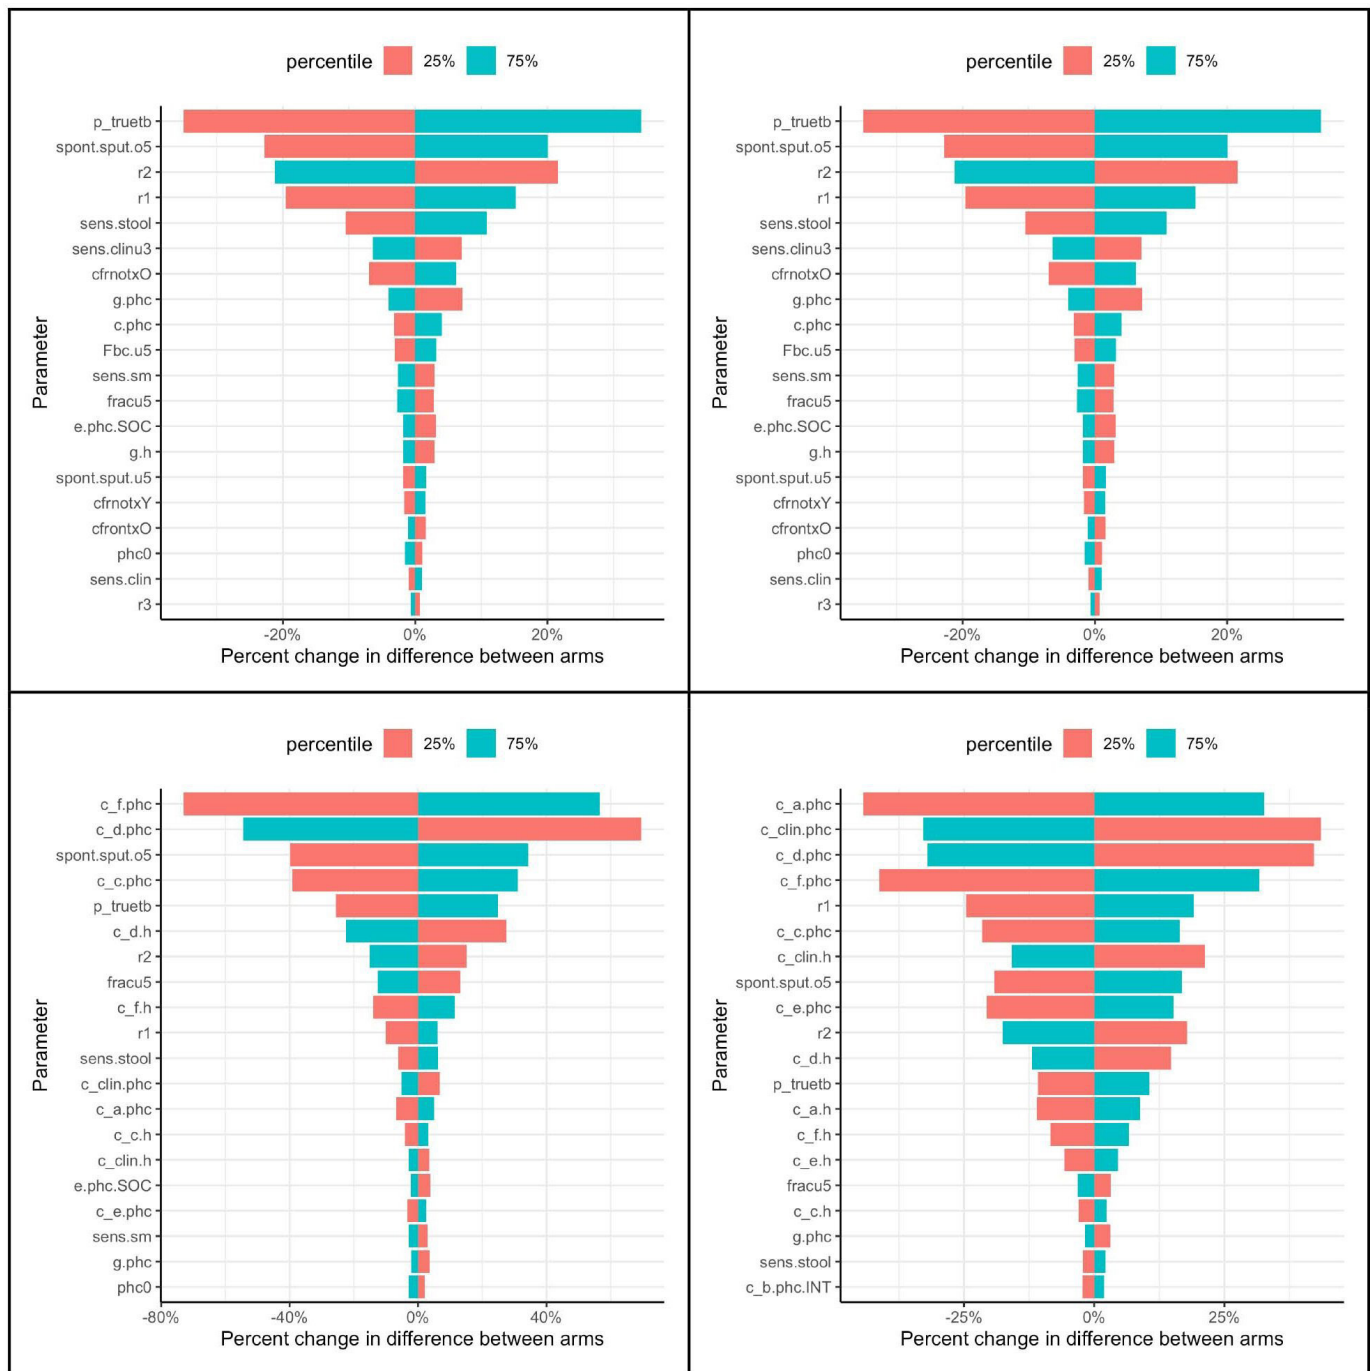 percentile 25% 75%
p_truetb
spont.sput.o5
r2
r1
sens.stool
sens.clinu3
cfrnotxO
g.phc
c.phc
Fbc.u5
sens.sm
fracu5
e.phc.SOC
g.h
spont.sput.u5
cfrnotxY
cfrontxO
phc0
sens.clin
r3
Parameter
-20% 0% 20%
Percent change in difference between arms
percentile 25% 75%
p_truetb
spont.sput.o5
r2
r1
sens.stool
sens.clinu3
cfrnotxO
g.phc
c.phc
Fbc.u5
sens.sm
fracu5
e.phc.SOC
g.h
spont.sput.u5
cfrnotxY
cfrontxO
phc0
sens.clin
r3
Parameter
-20% 0% 20%
Percent change in difference between arms
percentile 25% 75%
c_f.phc
c_d.phc
spont.sput.o5
c_c.phc
p_truetb
c_d.h
r2
fracu5
c_f.h
r1
sens.stool
c_clin.phc
c_a.phc
c_c.h
c_clin.h
e.phc.SOC
c_e.phc
sens.sm
g.phc
phc0
Parameter
-80% -40% 0% 40%
Percent change in difference between arms
percentile 25% 75%
c_a.phc
c_clin.phc
c_d.phc
c_f.phc
r1
c_c.phc
c_clin.h
spont.sput.o5
c_e.phc
r2
c_d.h
p_truetb
c_a.h
c_f.h
c_e.h
fracu5
c_c.h
g.phc
sens.stool
c_b.phc.INT
Parameter
-25% 0% 25%
Percent change in difference between arms